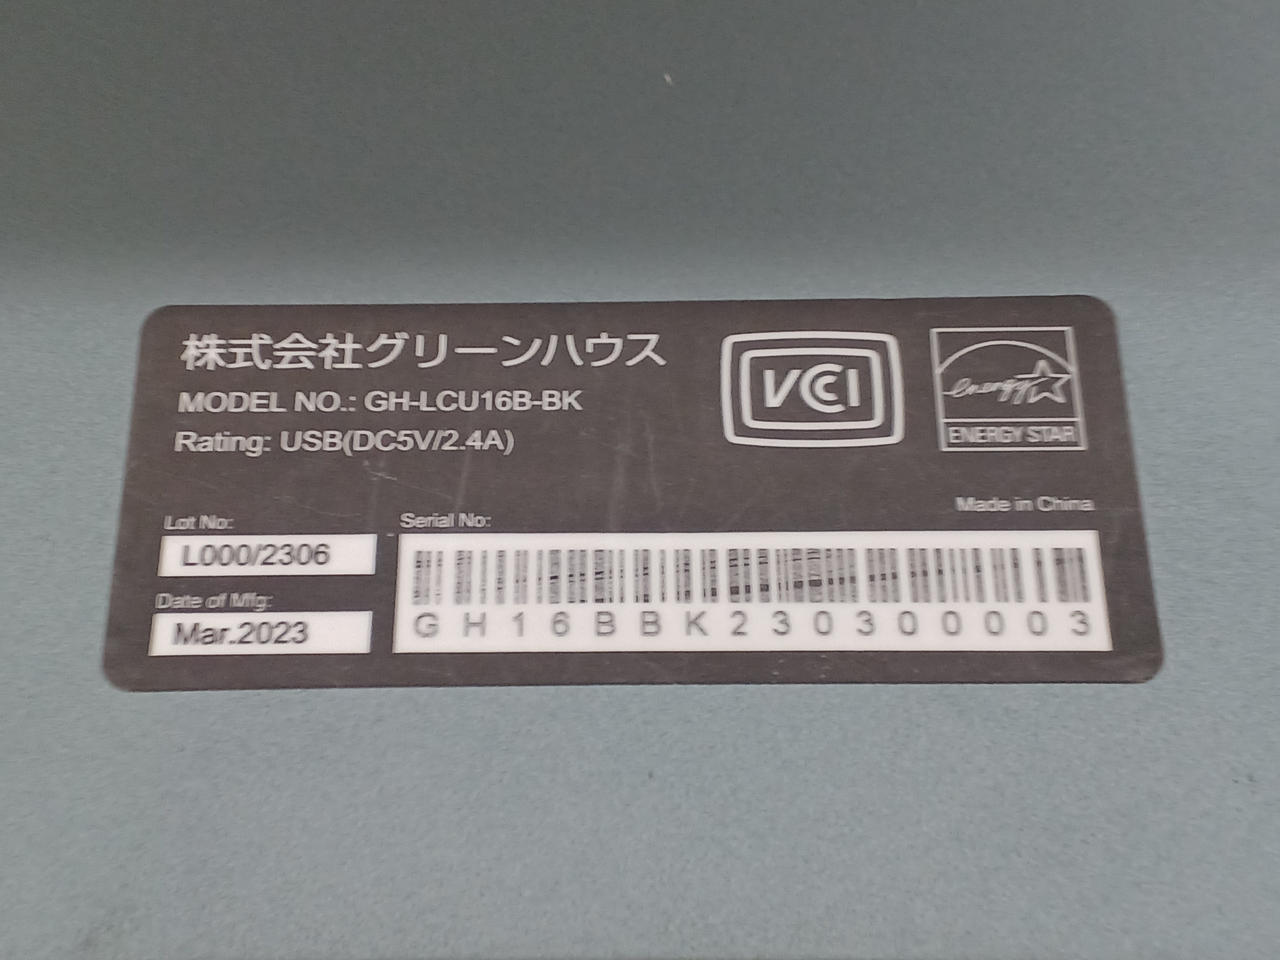 株式会社グリーンハウス
MODEL NO.: GH-LCU16B-BK
Rating: USB(DC5V/2.4A)
VCCI
energy
ENERGY STAR
Made in China
Lot No:
L000/2306
Serial No:
GH16BBK230300003
Date of Mfg:
Mar.2023